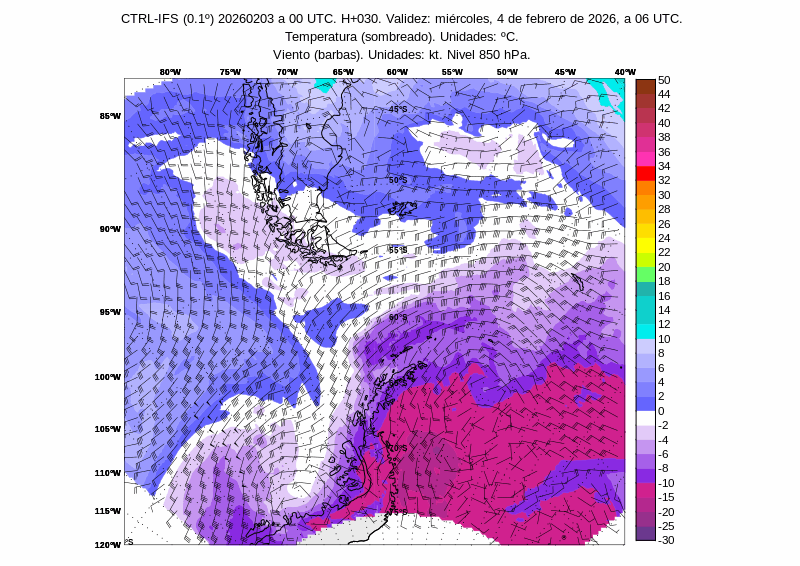 CTRL-IFS (0.1º) 20260203 a 00 UTC. H+030. Validez: miércoles, 4 de febrero de 2026, a 06 UTC.
Temperatura (sombreado). Unidades: ºC.
Viento (barbas). Unidades: kt. Nivel 850 hPa.
80ºW 75ºW 70ºW 65ºW 60ºW 55ºW 50ºW 45ºW 40ºW
85ºW
90ºW
95ºW
100ºW
105ºW
110ºW
115ºW
120ºW
45ºS
50ºS
55ºS
60ºS
65ºS
70ºS
75ºS
ºS
50
44
42
40
38
36
34
32
30
28
26
24
22
20
18
16
14
12
10
8
6
4
2
0
-2
-4
-6
-8
-10
-15
-20
-25
-30